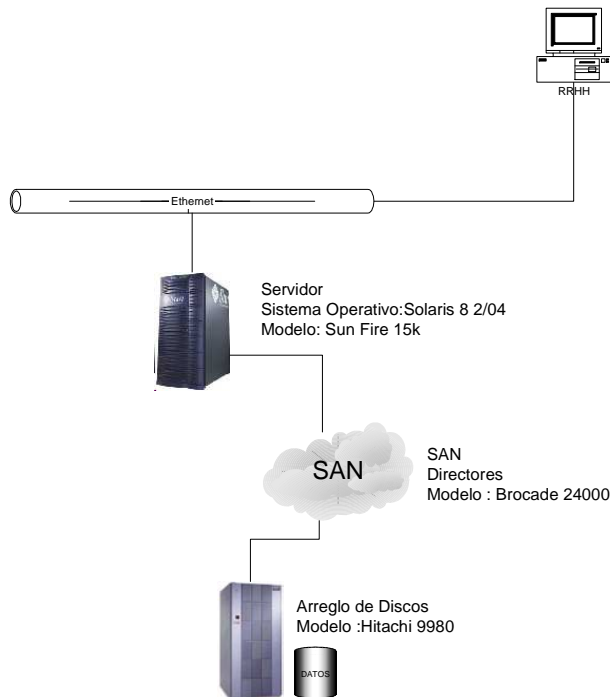 RRHH
Ethernet
Servidor
Sistema Operativo:Solaris 8 2/04
Modelo: Sun Fire 15k
SAN
SAN
Directores
Modelo : Brocade 24000
Arreglo de Discos
Modelo :Hitachi 9980
DATOS